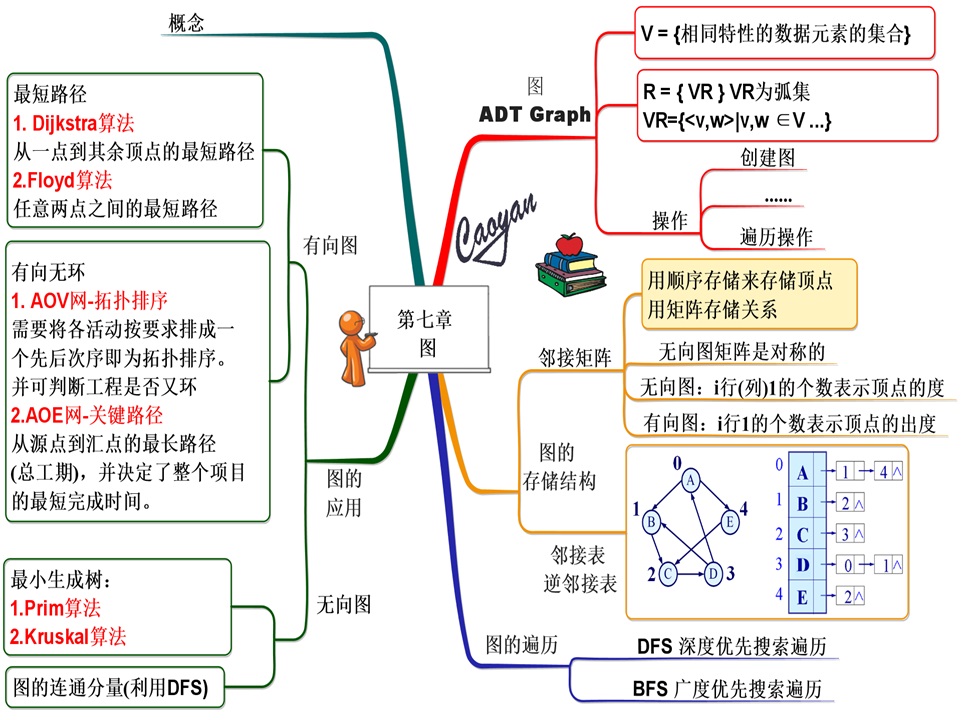 概念
图
ADT Graph
V = {相同特性的数据元素的集合}
R = { VR } VR为弧集
VR={<v,w>|v,w ∈V ...}
操作
创建图
......
遍历操作
Caoyan
第七章
图
图的
存储结构
邻接矩阵
用顺序存储来存储顶点
用矩阵存储关系
无向图矩阵是对称的
无向图：i行(列)1的个数表示顶点的度
有向图：i行1的个数表示顶点的出度
邻接表
逆邻接表
0
A
1
B
E
4
2
C
D
3
0 A 1 4 ∧
1 B 2 ∧
2 C 3 ∧
3 D 0 1 ∧
4 E 2 ∧
图的遍历
DFS 深度优先搜索遍历
BFS 广度优先搜索遍历
图的
应用
有向图
最短路径
1. Dijkstra算法
从一点到其余顶点的最短路径
2.Floyd算法
任意两点之间的最短路径
有向无环
1. AOV网-拓扑排序
需要将各活动按要求排成一
个先后次序即为拓扑排序。
并可判断工程是否又环
2.AOE网-关键路径
从源点到汇点的最长路径
(总工期)，并决定了整个项目
的最短完成时间。
无向图
最小生成树：
1.Prim算法
2.Kruskal算法
图的连通分量(利用DFS)